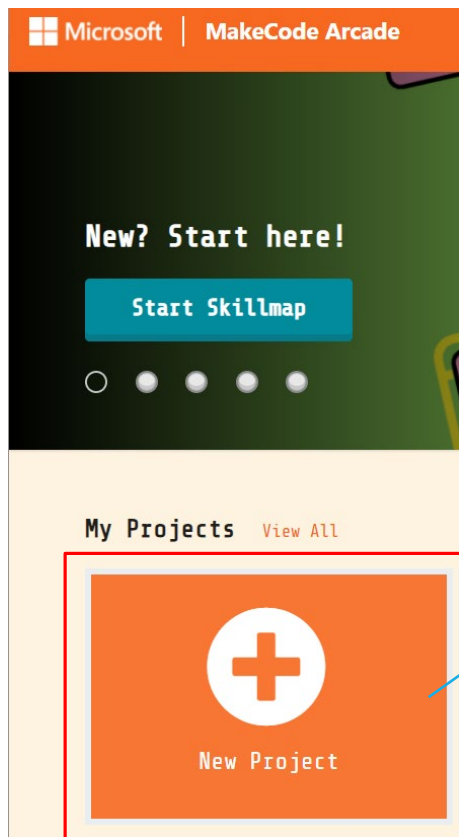 Microsoft | MakeCode Arcade
New? Start here!
Start Skillmap
My Projects View All
New Project